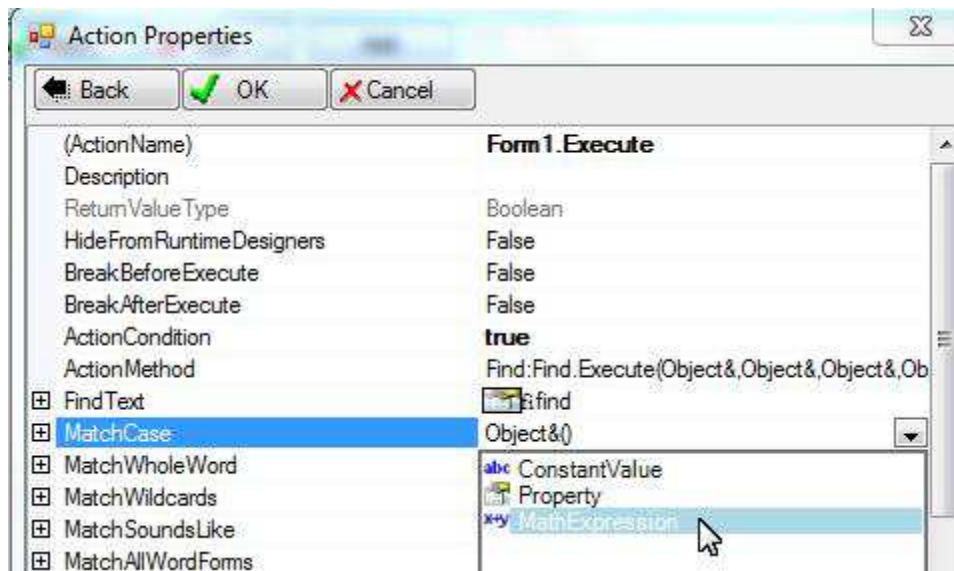 Action Properties
Back OK Cancel
(ActionName) Form1.Execute
Description
ReturnValueType Boolean
HideFromRuntimeDesigners False
BreakBeforeExecute False
BreakAfterExecute False
ActionCondition true
ActionMethod Find:Find.Execute(Object&,Object&,Object&,Ob
FindText find
MatchCase Object&()
MatchWholeWord abc ConstantValue
MatchWildcards Property
MatchSoundsLike x+y MathExpression
MatchAllWordForms